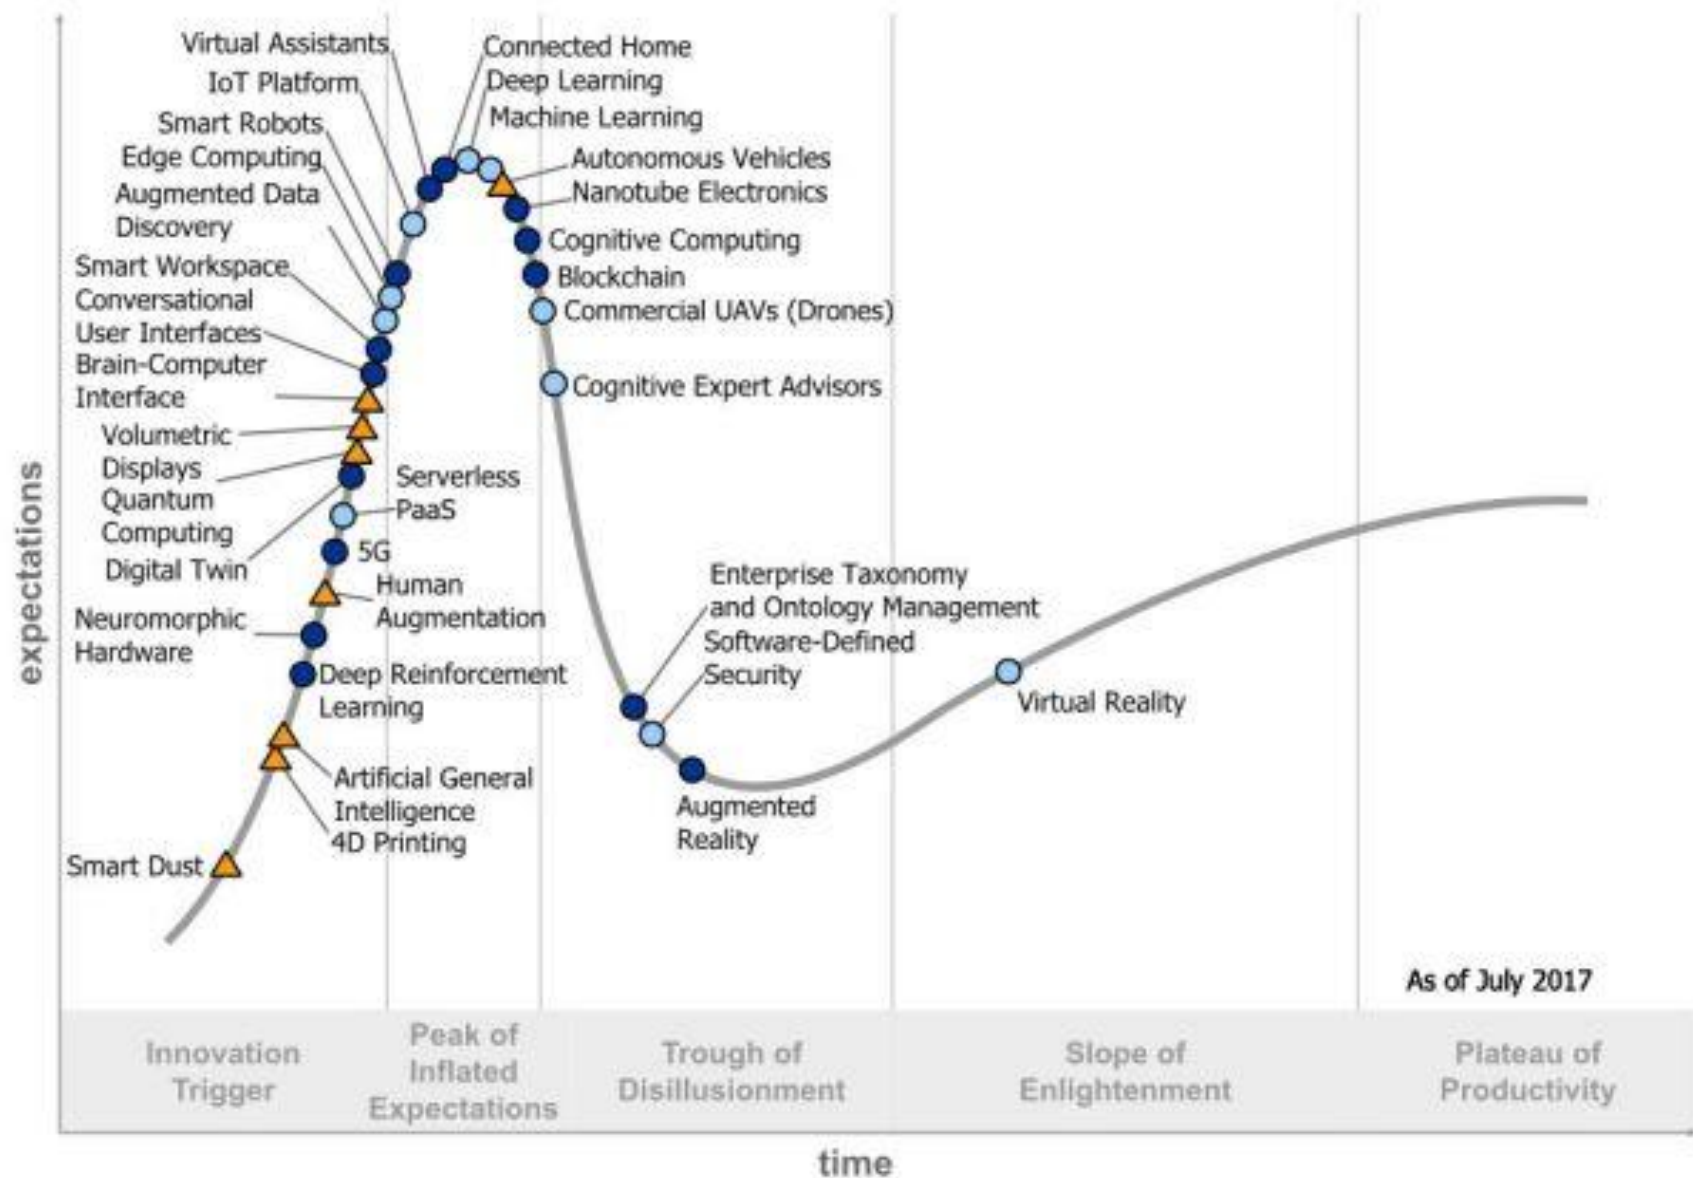 Virtual Assistants
IoT Platform
Smart Robots
Edge Computing
Augmented Data
Discovery
Smart Workspace
Conversational
User Interfaces
Brain-Computer
Interface
Volumetric
Displays
Quantum
Computing
Digital Twin
Neuromorphic
Hardware
Smart Dust
Connected Home
Deep Learning
Machine Learning
Autonomous Vehicles
Nanotube Electronics
Cognitive Computing
Blockchain
Commercial UAVs (Drones)
Cognitive Expert Advisors
Serverless
PaaS
5G
Human
Augmentation
Deep Reinforcement
Learning
Artificial General
Intelligence
4D Printing
Enterprise Taxonomy
and Ontology Management
Software-Defined
Security
Augmented
Reality
Virtual Reality
expectations
As of July 2017
Innovation
Trigger
Peak of
Inflated
Expectations
Trough of
Disillusionment
Slope of
Enlightenment
Plateau of
Productivity
time